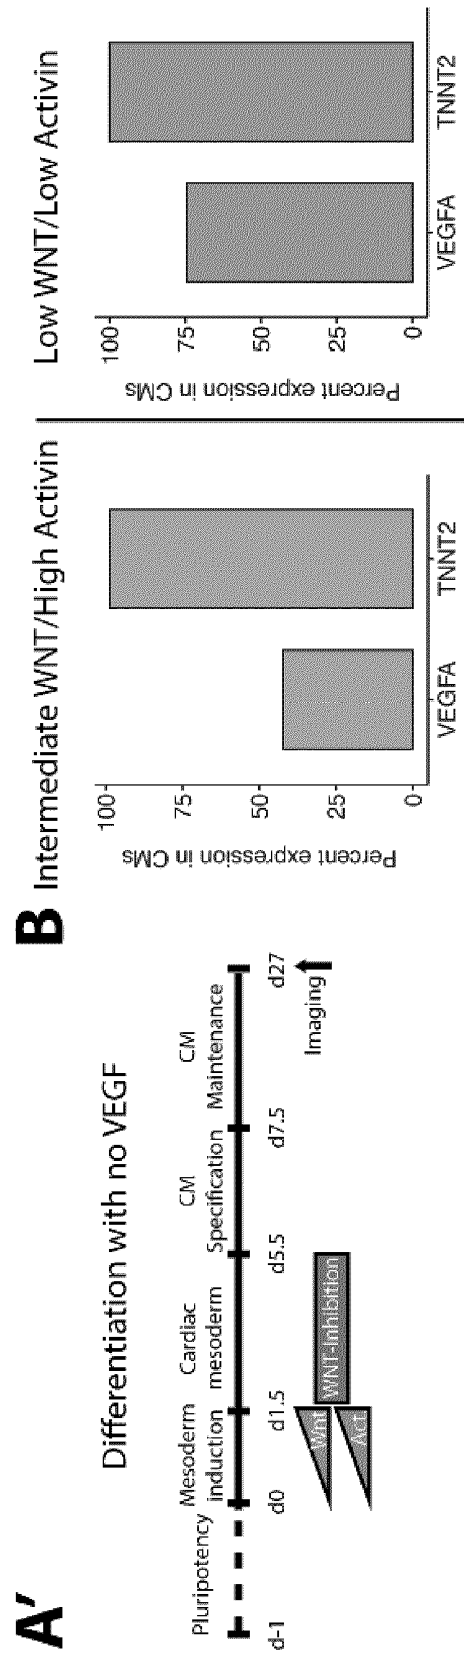 A′
Differentiation with no VEGF
Pluripotency
Mesoderm
induction
Cardiac
mesoderm
CM
Specification
CM
Maintenance
d-1
d0
d1.5
d5.5
d7.5
d27
Wnt
WNT-Inhibition
Act
Imaging
B
Intermediate WNT/High Activin
Percent expression in CMs
100
75
50
25
0
VEGFA
TNNT2
Low WNT/Low Activin
Percent expression in CMs
100
75
50
25
0
VEGFA
TNNT2